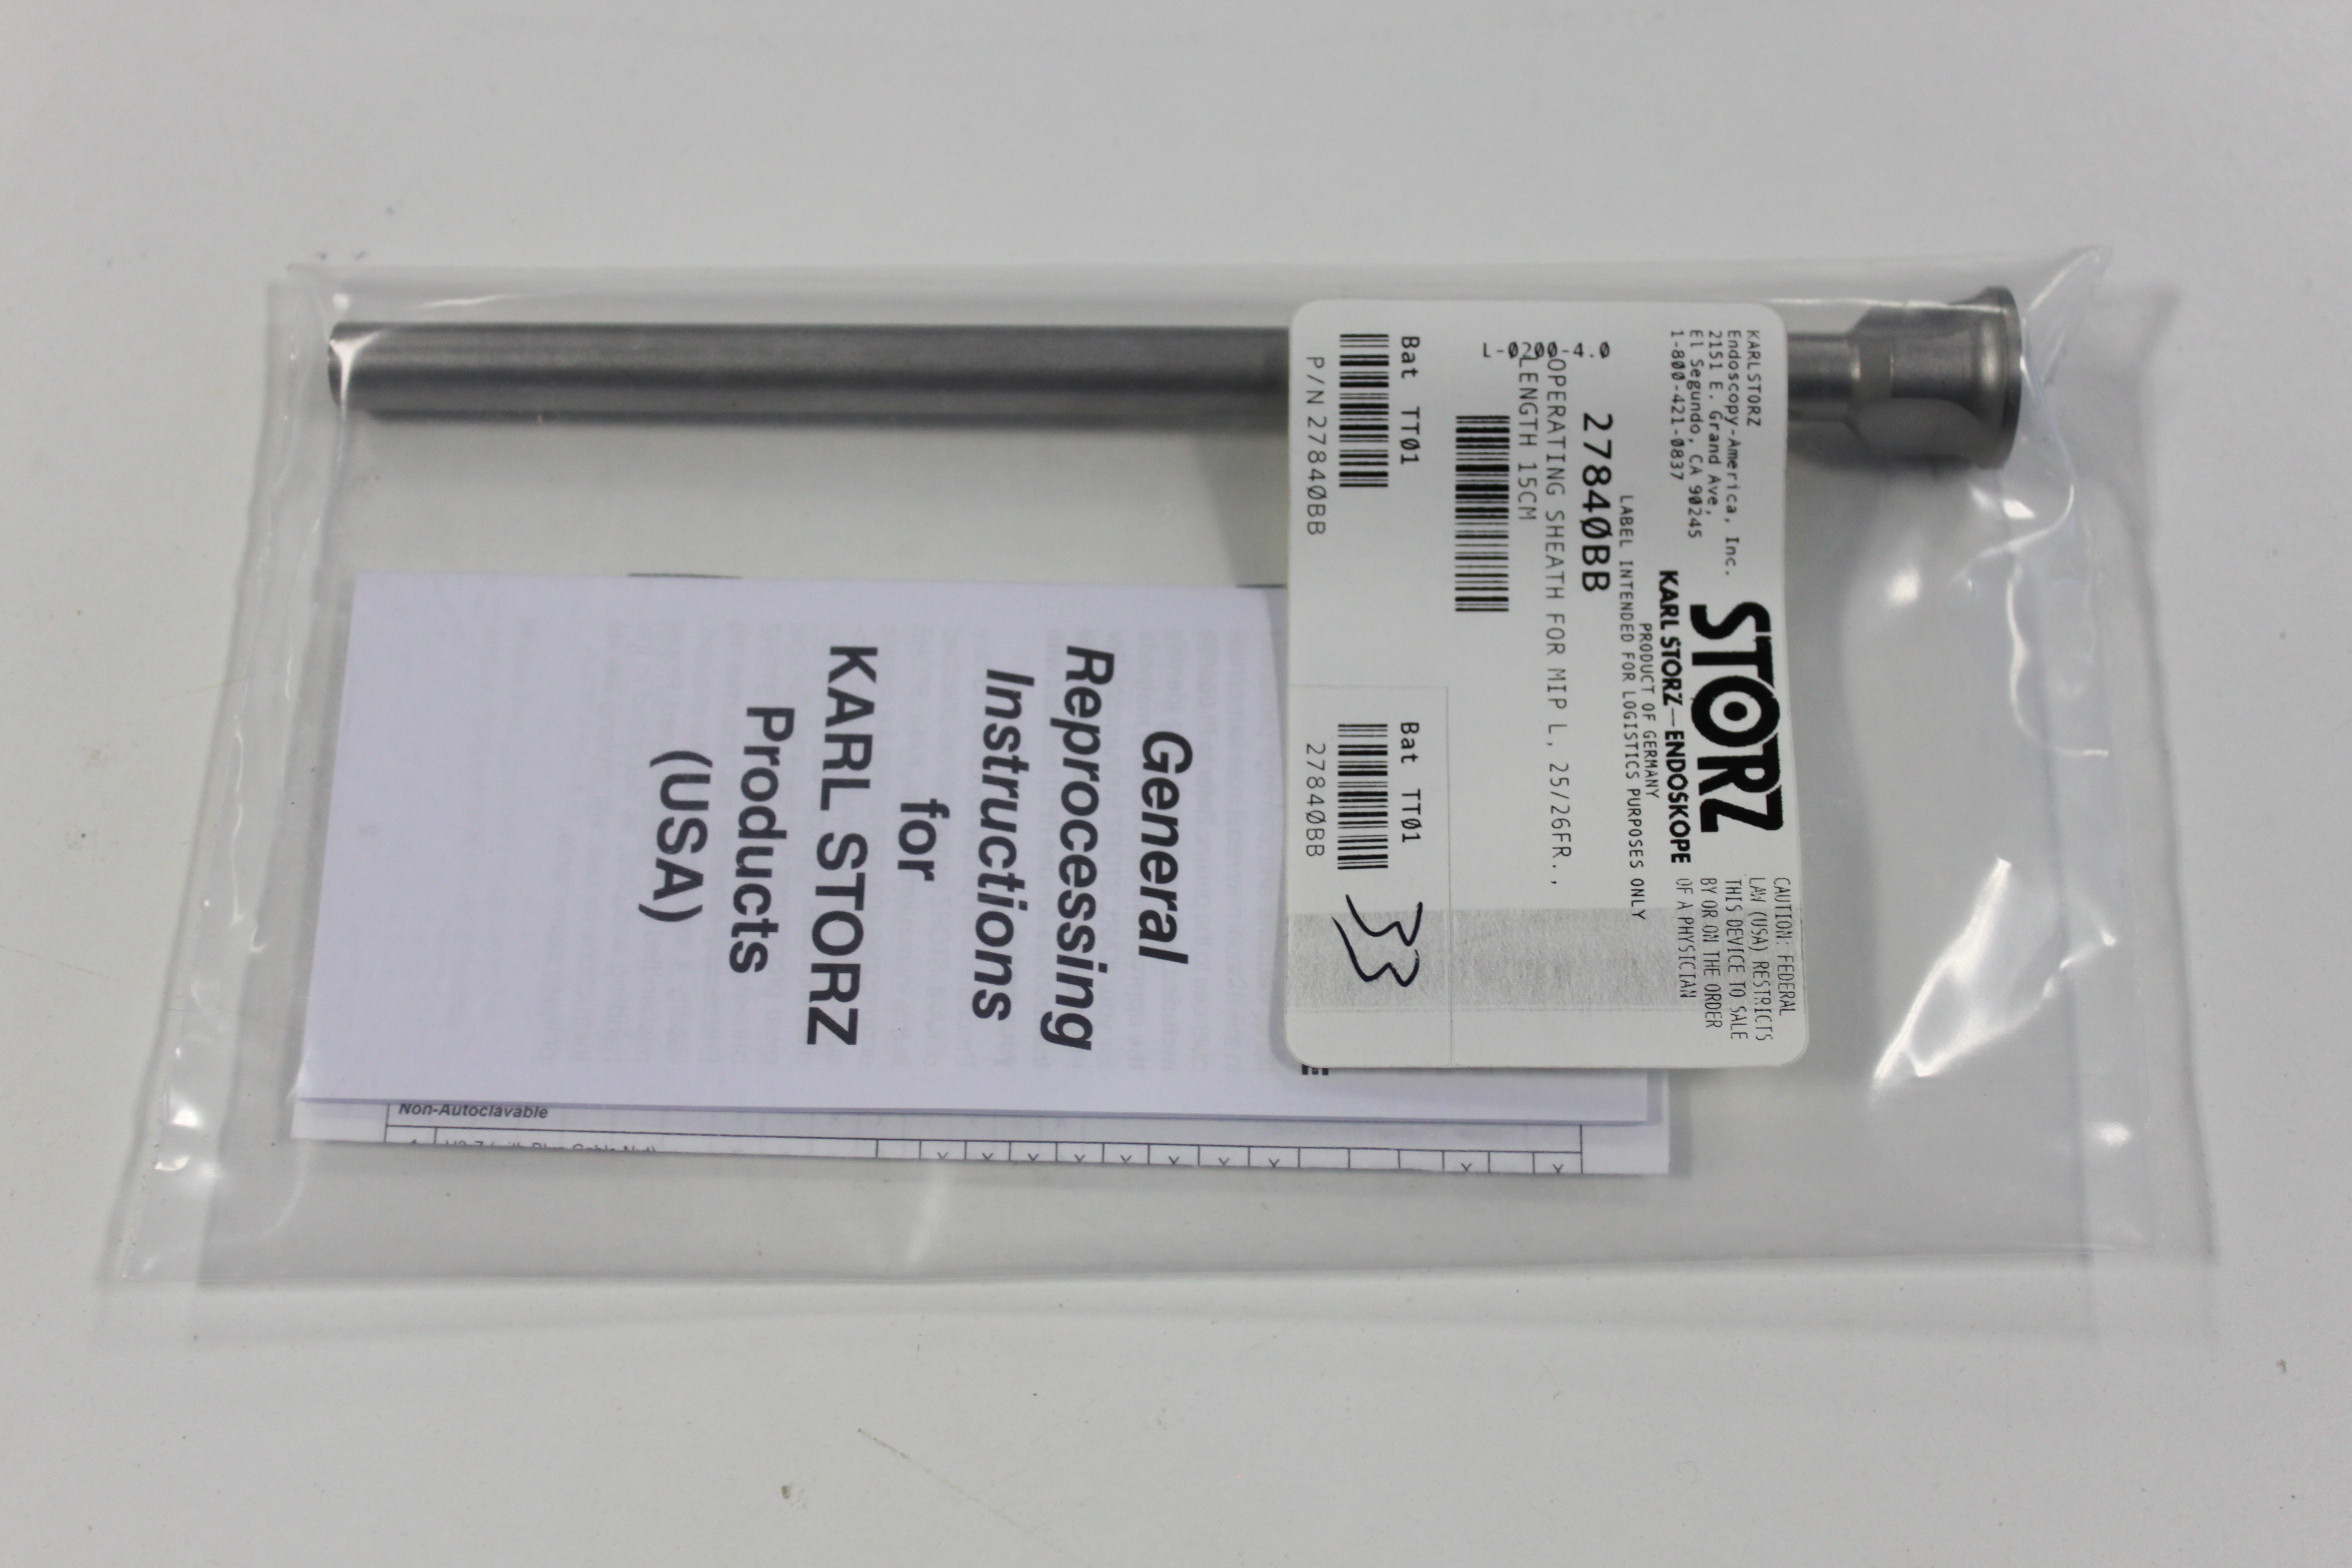 KARLSTORZ
Endoscopy-America, Inc.
2151 E. Grand Ave,
El Segundo, CA 90245
1-800-421-0837
STORZ
KARL STORZ—ENDOSKOPE
PRODUCT OF GERMANY
LABEL INTENDED FOR LOGISTICS PURPOSES ONLY
CAUTION: FEDERAL
LAW (USA) RESTRICTS
THIS DEVICE TO SALE
BY OR ON THE ORDER
OF A PHYSICIAN
27840BB
OPERATING SHEATH FOR MIP L, 25/26FR.,
LENGTH 15CM
L-0200-4.0
Bat TT01
P/N 27840BB
Bat TT01
27840BB
33
General
Reprocessing
Instructions
for
KARL STORZ
Products
(USA)
Non-Autoclavable